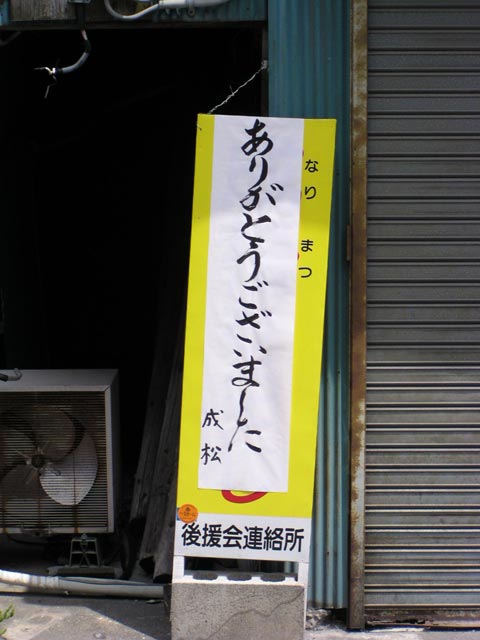 なり まつ
ありがとうございました
成松
後援会連絡所